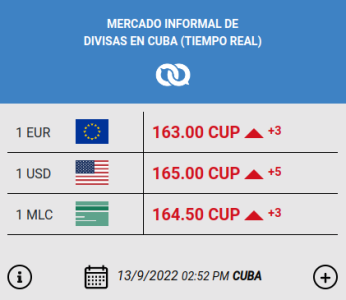 MERCADO INFORMAL DE
DIVISAS EN CUBA (TIEMPO REAL)
1 EUR 163.00 CUP +3
1 USD 165.00 CUP +5
1 MLC 164.50 CUP +3
13/9/2022 02:52 PM CUBA